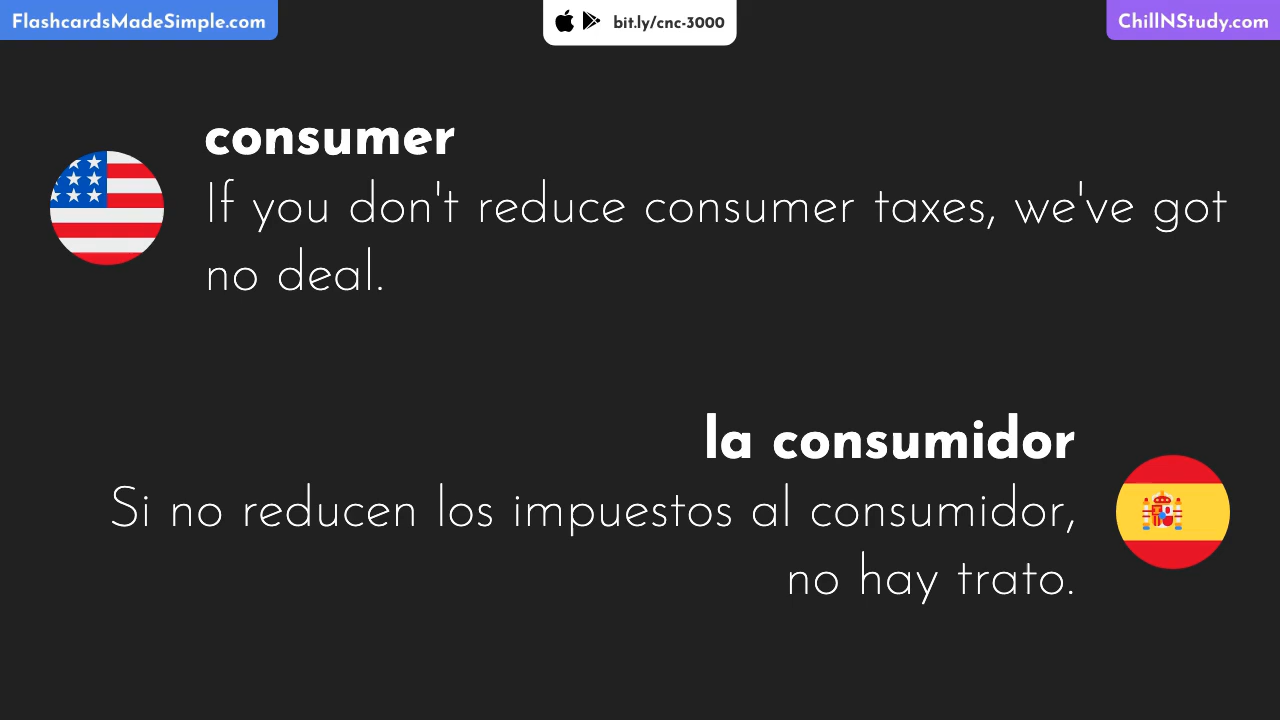 FlashcardsMadeSimple.com
bit.ly/cnc-3000
ChillNStudy.com
consumer
If you don't reduce consumer taxes, we've got
no deal.
la consumidor
Si no reducen los impuestos al consumidor,
no hay trato.